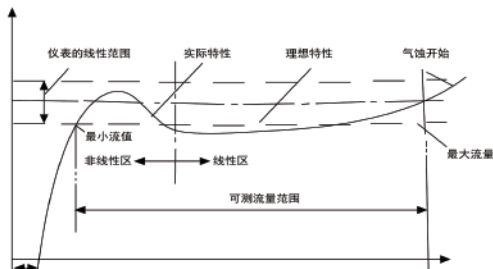 仪表的线性范围
实际特性
理想特性
气蚀开始
最小流值
最大流量
非线性区
线性区
可测流量范围